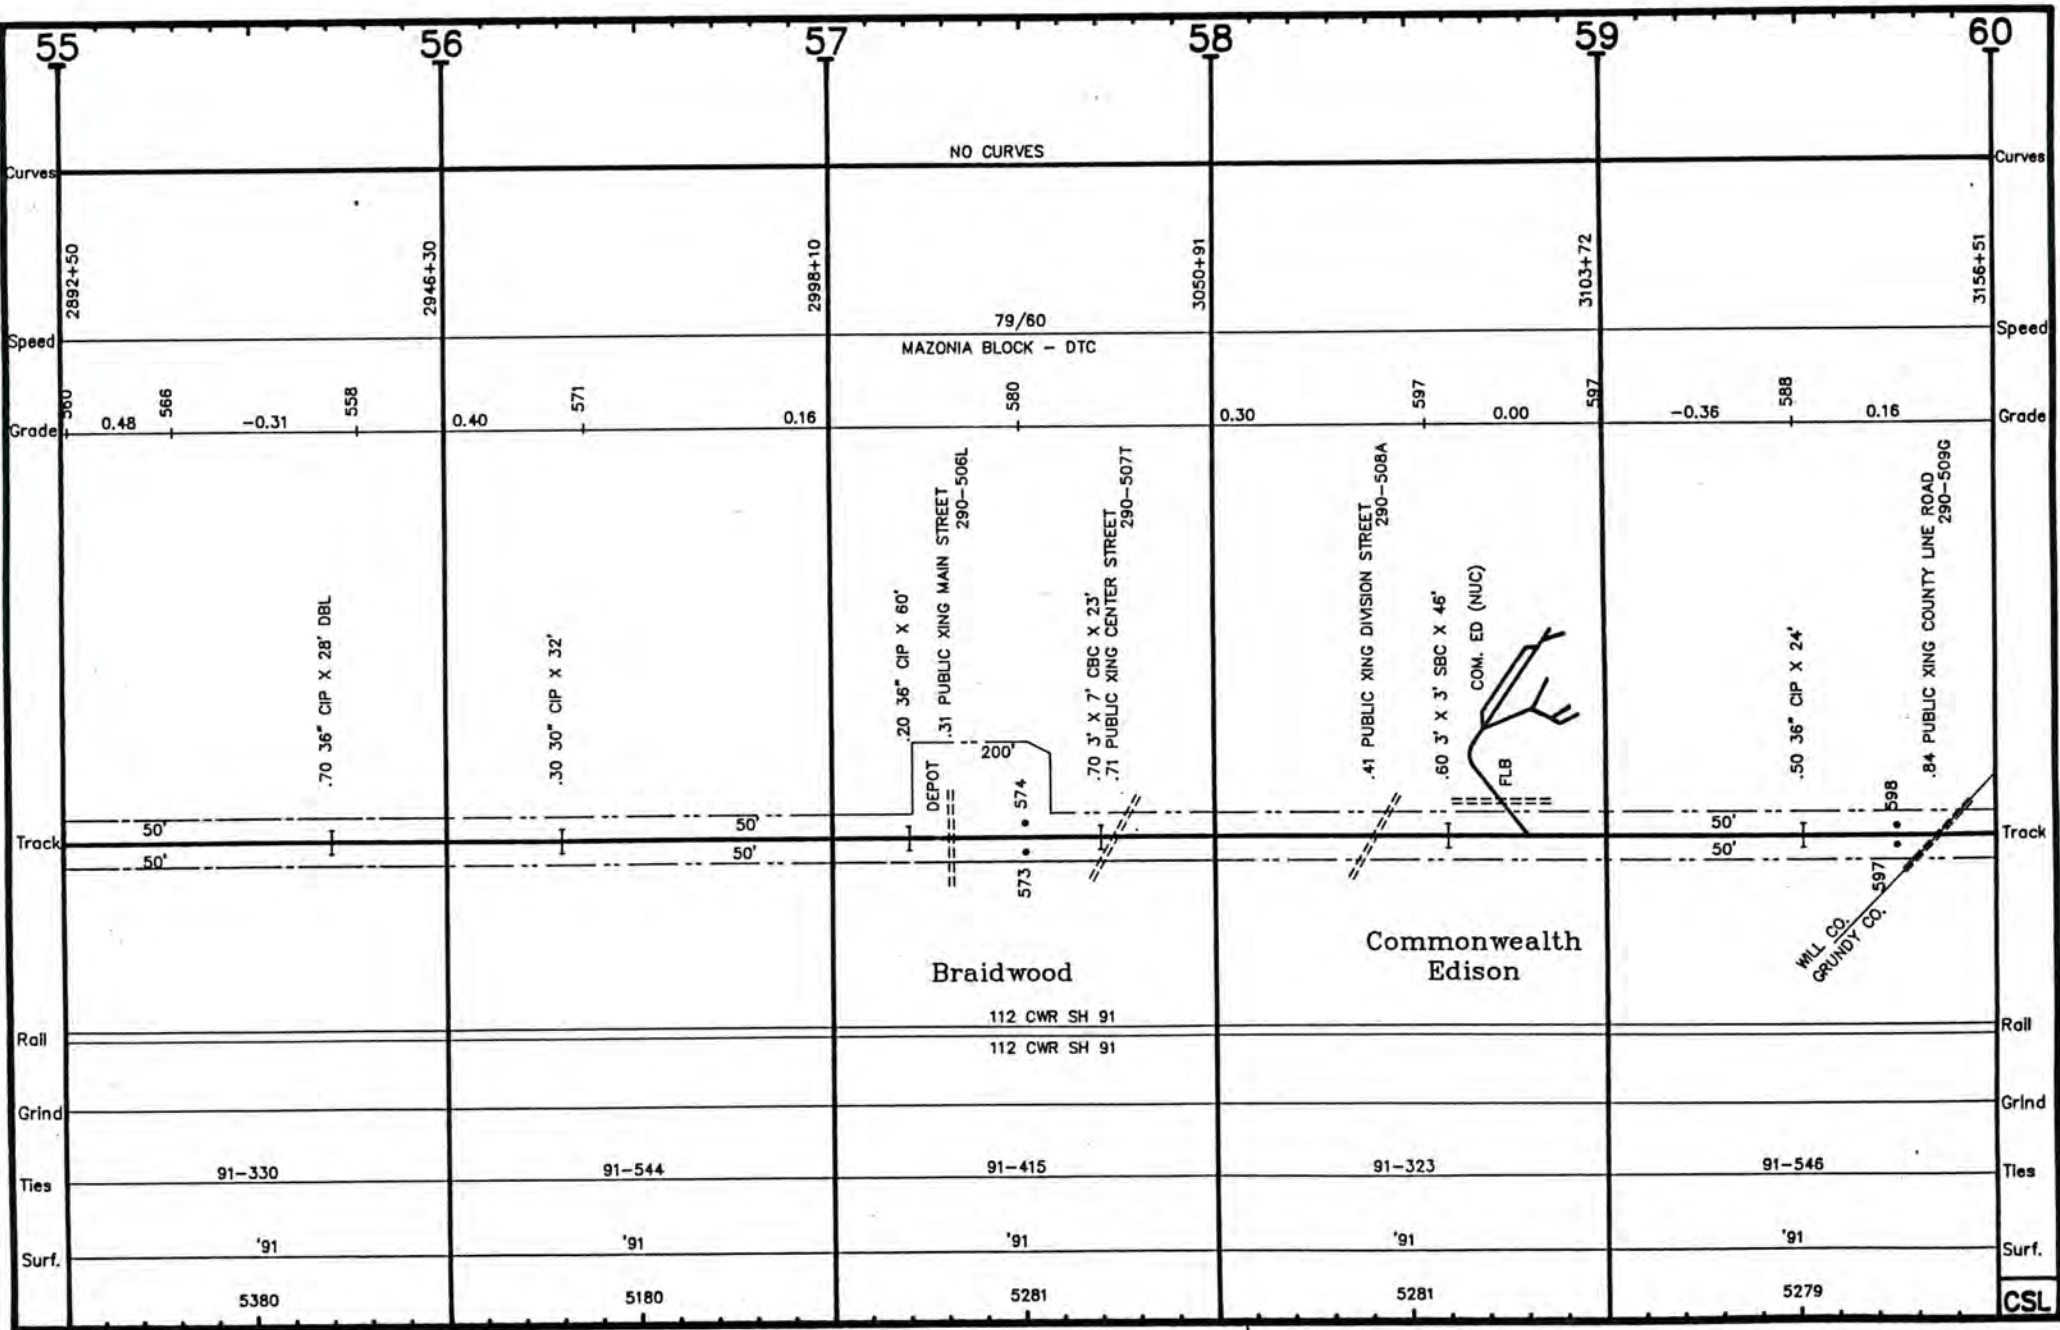 55 56 57 58 59 60
NO CURVES
Curves Curves
2892+50
2946+30
2998+10
3050+91
3103+72
3156+51
79/60
Speed Speed
MAZONIA BLOCK - DTC
560 566 558 571 580 597 597 588
Grade 0.48 -0.31 0.40 0.16 0.30 0.00 -0.36 0.16 Grade
.70 36" CIP X 28' DBL
.30 30" CIP X 32'
.20 36" CIP X 60'
.31 PUBLIC XING MAIN STREET
290-506L
.70 3' X 7' CBC X 23'
.71 PUBLIC XING CENTER STREET
290-507T
.41 PUBLIC XING DIVISION STREET
290-508A
.60 3' X 3' SBC X 46'
COM. ED (NUC)
FLB
.50 36" CIP X 24'
.84 PUBLIC XING COUNTY LINE ROAD
290-509G
DEPOT
200'
574
598
50' 50' 50'
Track Track
50' 50' 50'
573
597
WILL CO.
GRUNDY CO.
Braidwood
Commonwealth
Edison
112 CWR SH 91
Rail Rail
112 CWR SH 91
Grind Grind
91-330 91-544 91-415 91-323 91-546
Ties Ties
'91 '91 '91 '91 '91
Surf. Surf.
5380 5180 5281 5281 5279
CSL